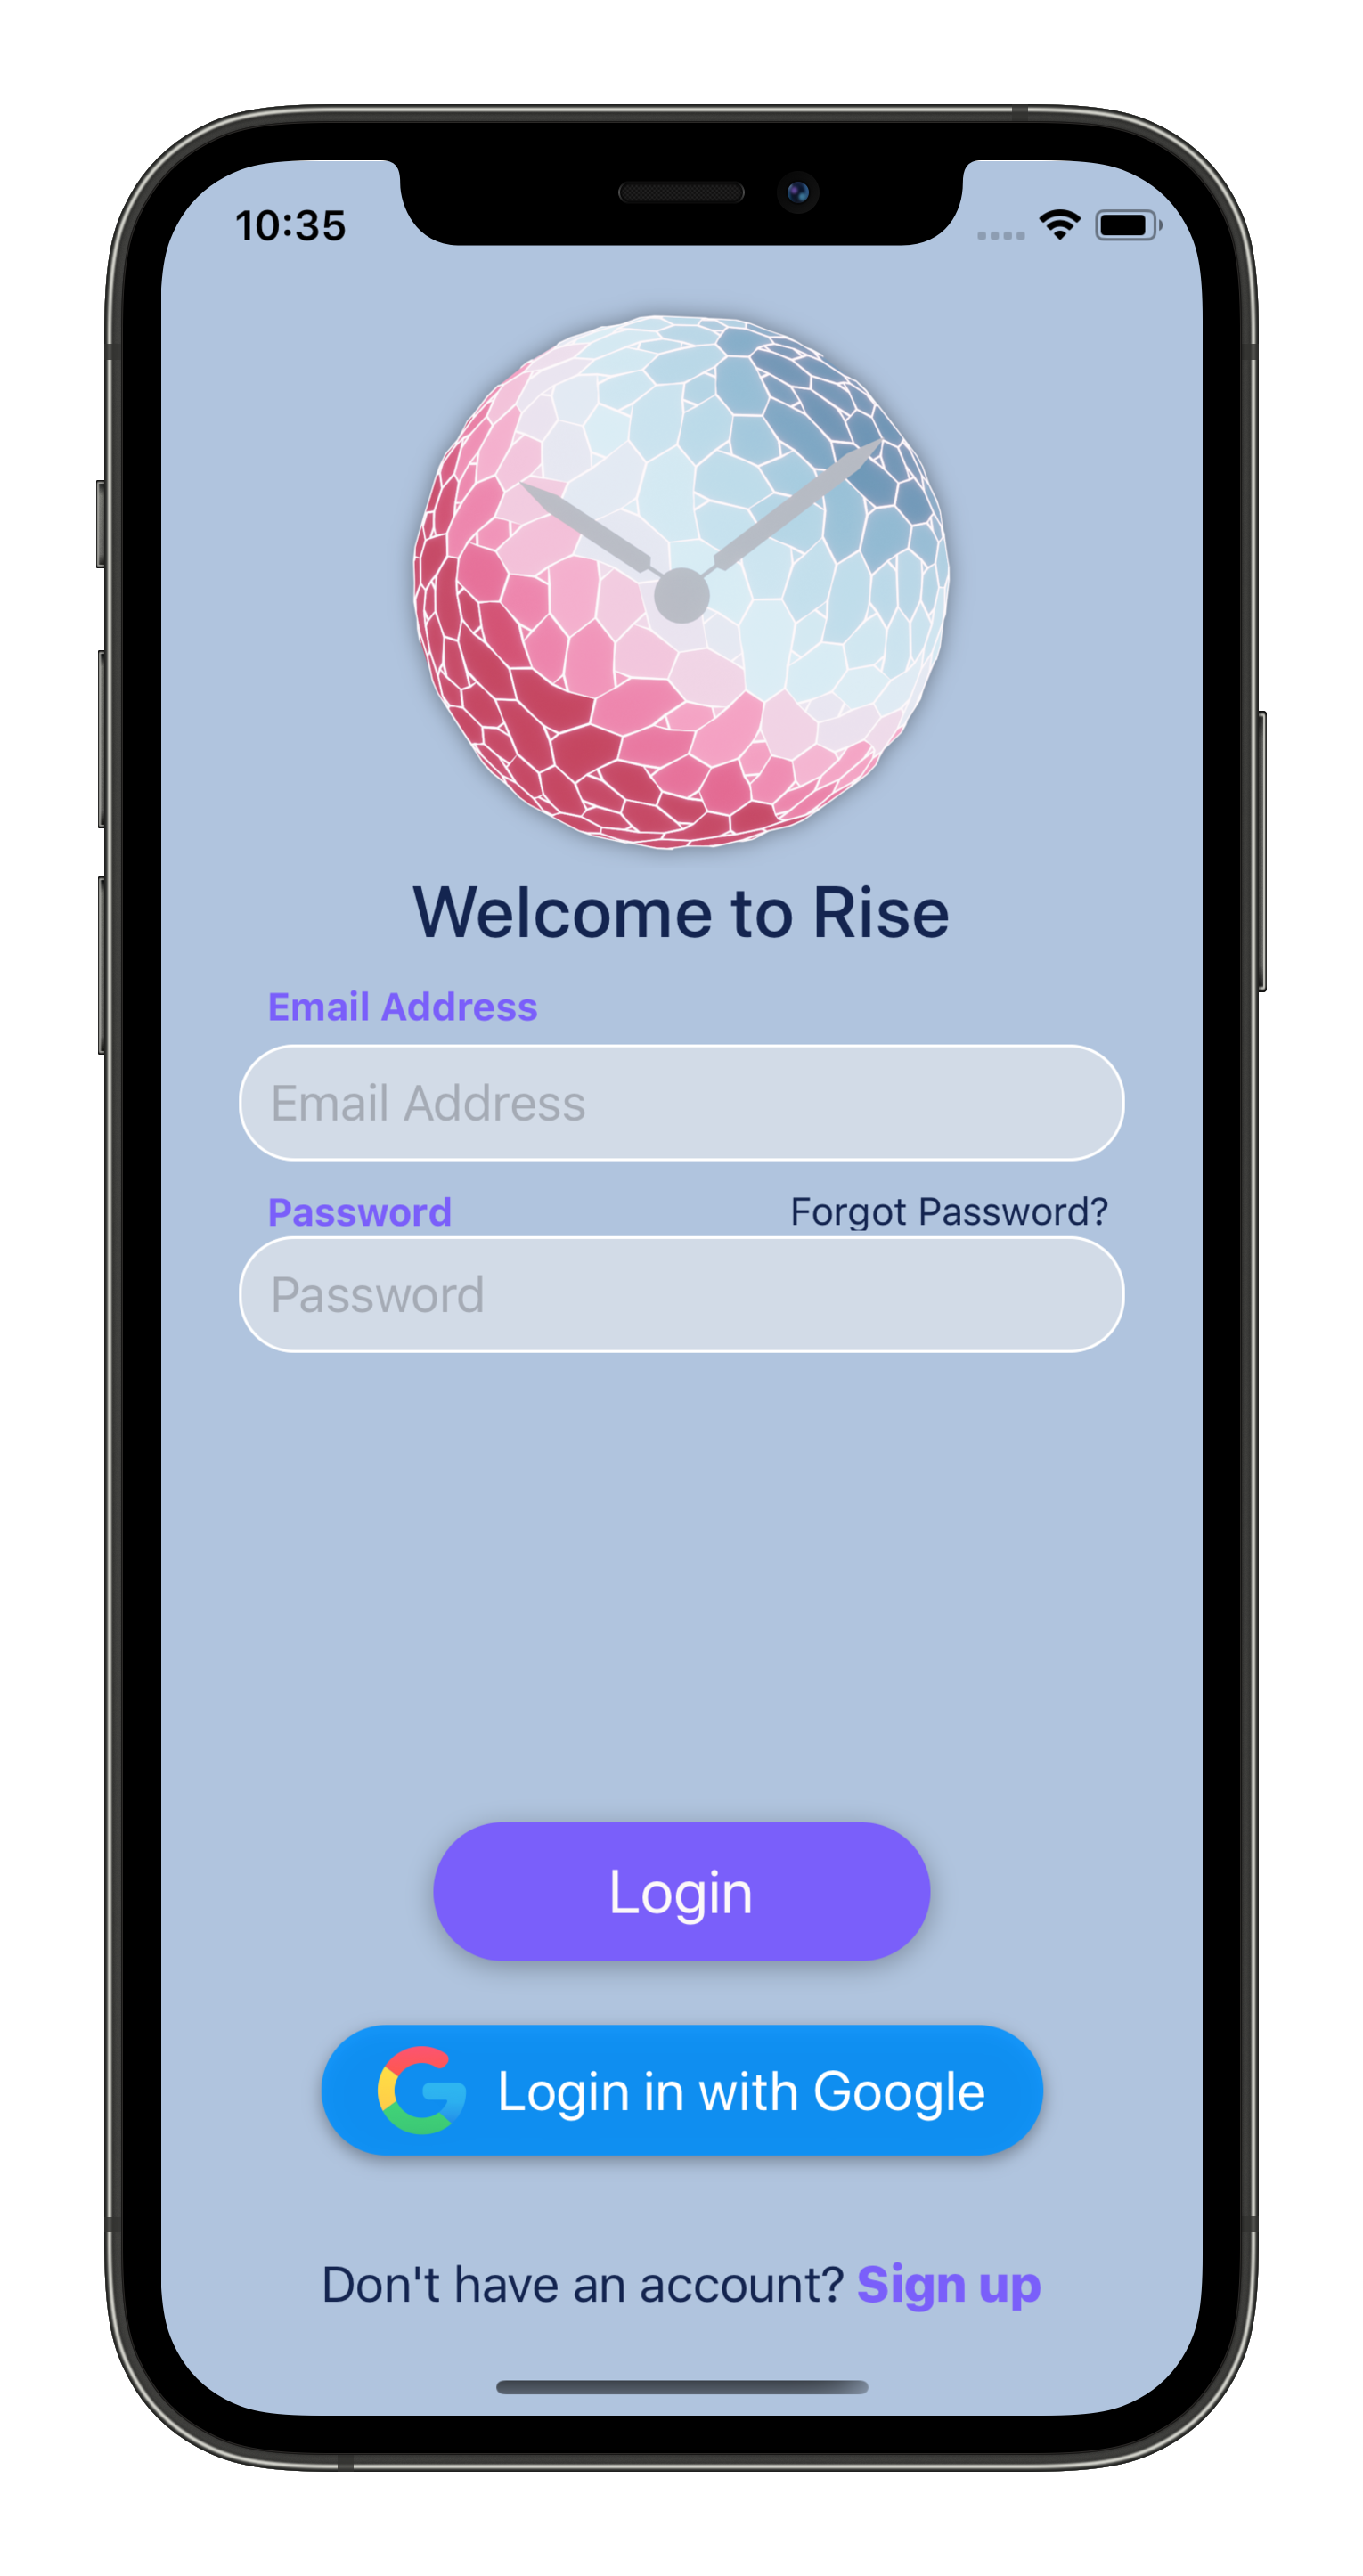 10:35
Welcome to Rise
Email Address
Email Address
Password Forgot Password?
Password
Login
Login in with Google
Don't have an account? Sign up